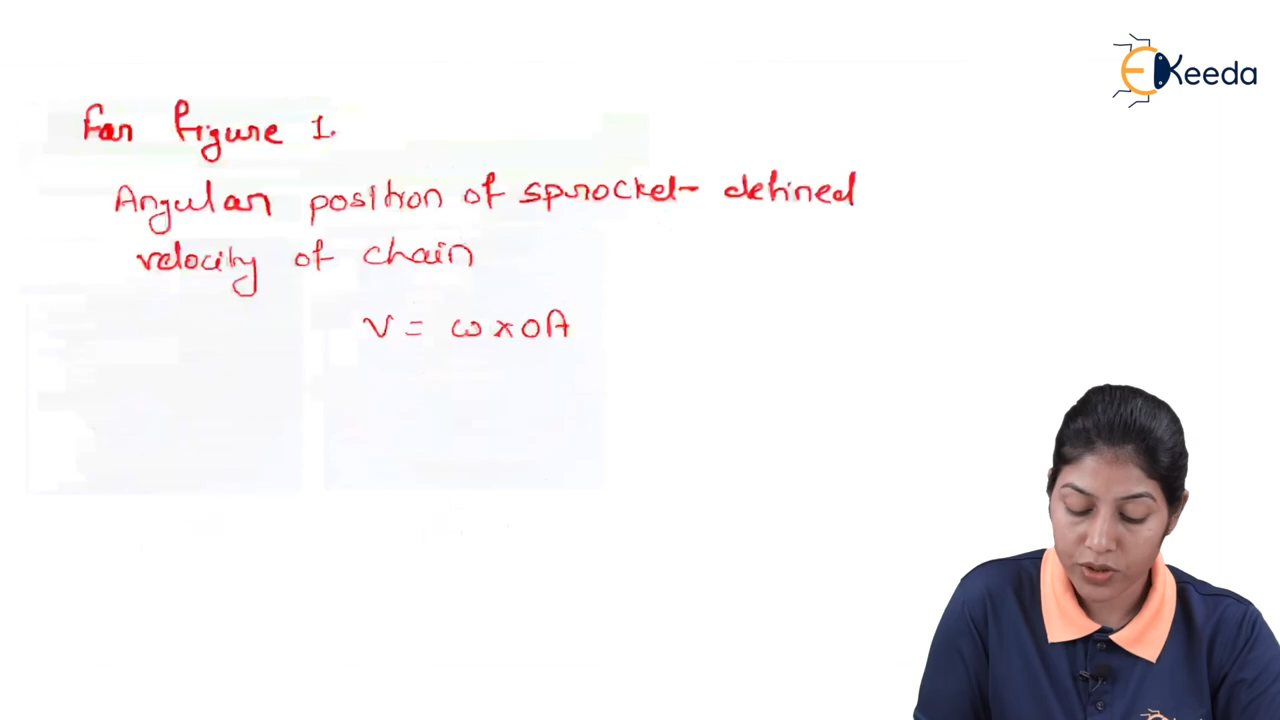 Keeda
For Figure 1.
Angular position of sprocket defined
velocity of chain
V = ω × OA